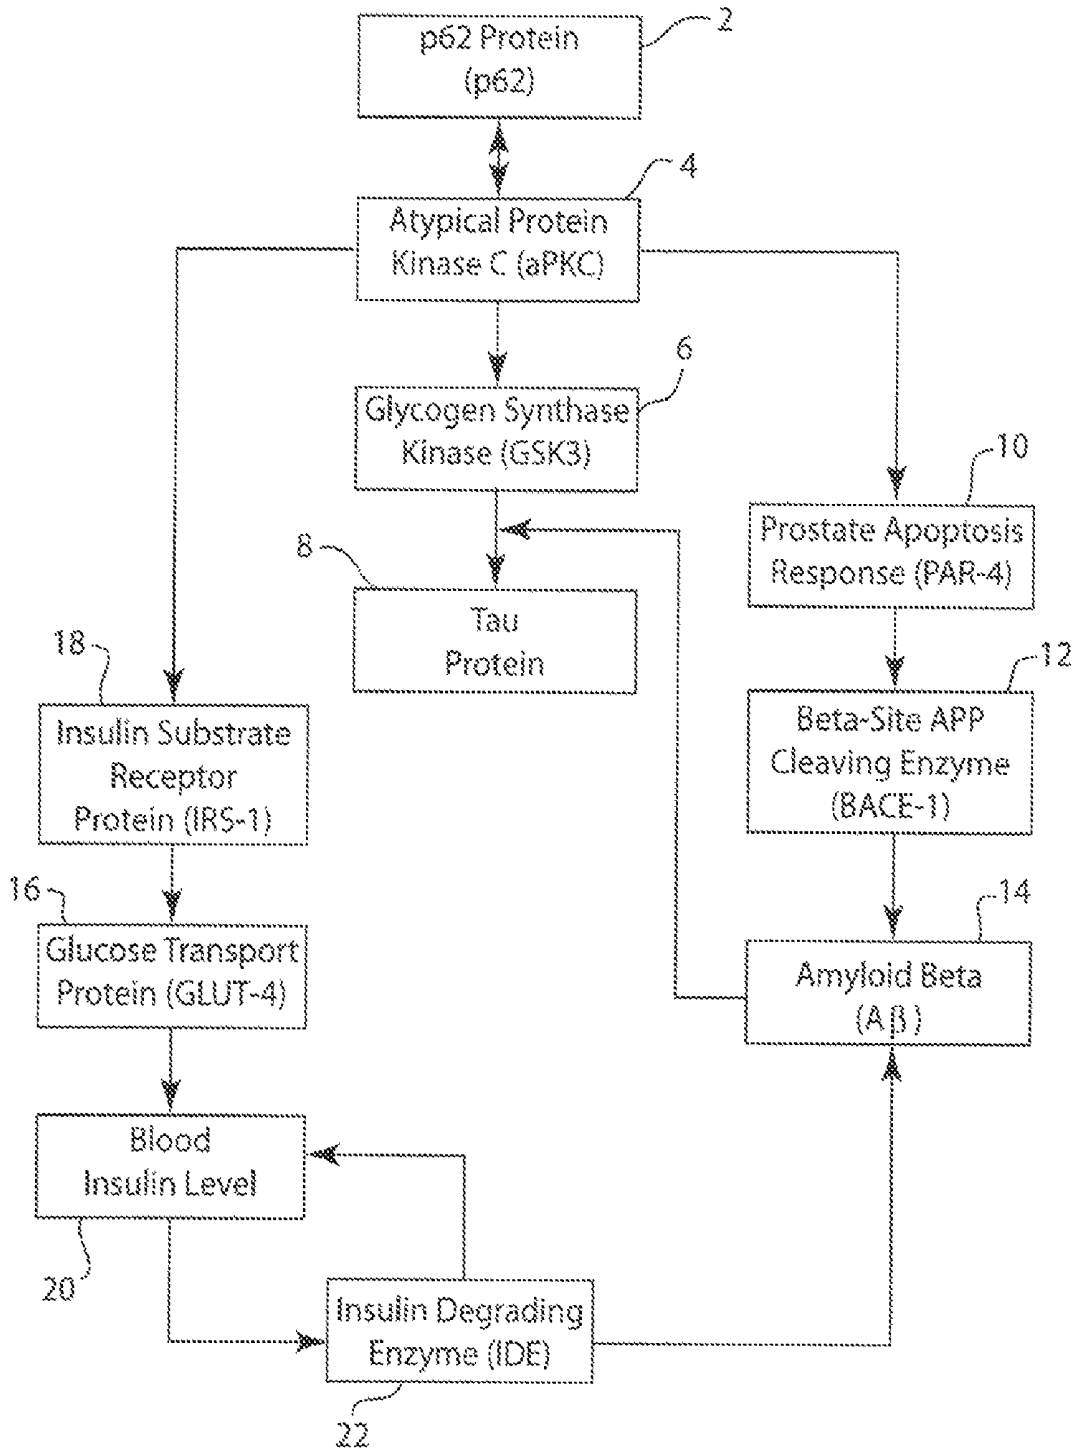 p62 Protein
(p62)
2
Atypical Protein
Kinase C (aPKC)
4
Glycogen Synthase
Kinase (GSK3)
6
Prostate Apoptosis
Response (PAR-4)
10
Tau
Protein
8
Insulin Substrate
Receptor
Protein (IRS-1)
18
Beta-Site APP
Cleaving Enzyme
(BACE-1)
12
Glucose Transport
Protein (GLUT-4)
16
Amyloid Beta
(Aβ)
14
Blood
Insulin Level
20
Insulin Degrading
Enzyme (IDE)
22